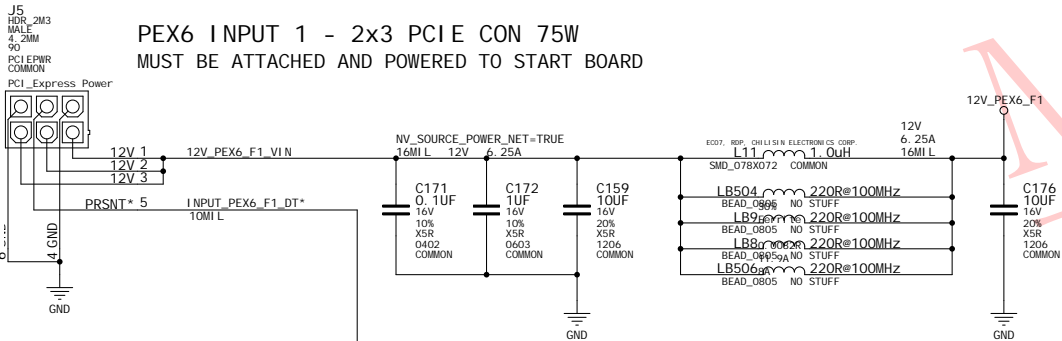 J5
HDR_2M3
MALE
4.2MM
90
PCIEPWR
COMMON
PCI_Express Power
PEX6 INPUT 1 - 2x3 PCIE CON 75W
MUST BE ATTACHED AND POWERED TO START BOARD
12V 1
12V 2
12V 3
12V_PEX6_F1_VIN
PRSNT* 5
INPUT_PEX6_F1_DT*
10MIL
4 GND
GND
NV_SOURCE_POWER_NET=TRUE
16MIL 12V 6.25A
C171
0.1UF
16V
10%
X5R
0402
COMMON
C172
1UF
16V
10%
X5R
0603
COMMON
C159
10UF
16V
20%
X5R
1206
COMMON
GND
EC07, RDP, CHILISIN ELECTRONICS CORP.
L11 1.0uH
SMD_078X072 COMMON
LB504 220R@100MHz
BEAD_0805 NO STUFF
LB9 220R@100MHz
BEAD_0805 NO STUFF
LB8 220R@100MHz
BEAD_0805 NO STUFF
LB506 220R@100MHz
BEAD_0805 NO STUFF
12V
6.25A
16MIL
12V_PEX6_F1
C176
10UF
16V
20%
X5R
1206
COMMON
GND